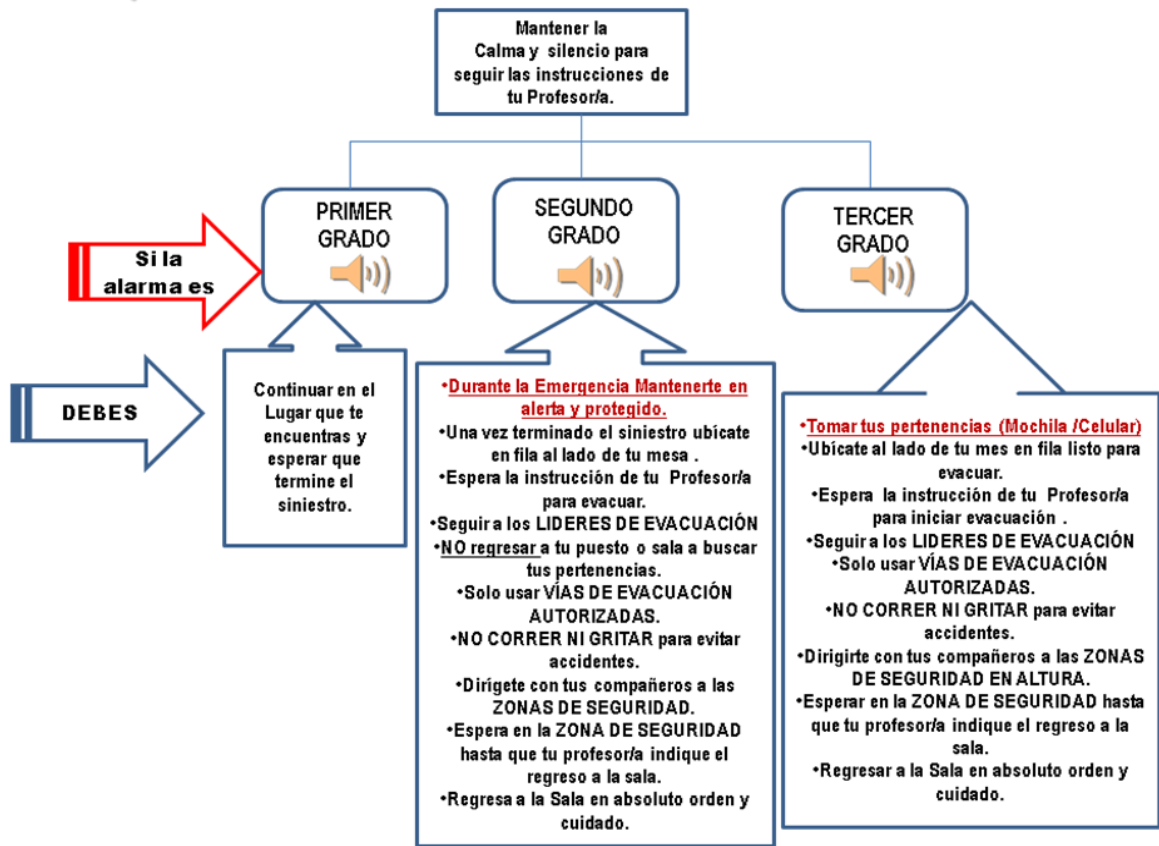 Mantener la
Calma y silencio para
seguir las instrucciones de
tu Profesor/a.
Si la
alarma es
PRIMER
GRADO
SEGUNDO
GRADO
TERCER
GRADO
DEBES
Continuar en el
Lugar que te
encuentras y
esperar que
termine el
siniestro.
•Durante la Emergencia Mantenerte en
alerta y protegido.
•Una vez terminado el siniestro ubícate
en fila al lado de tu mesa .
•Espera la instrucción de tu Profesor/a
para evacuar.
•Seguir a los LIDERES DE EVACUACIÓN
•NO regresar a tu puesto o sala a buscar
tus pertenencias.
•Solo usar VÍAS DE EVACUACIÓN
AUTORIZADAS.
•NO CORRER NI GRITAR para evitar
accidentes.
•Dirígete con tus compañeros a las
ZONAS DE SEGURIDAD.
•Espera en la ZONA DE SEGURIDAD
hasta que tu profesor/a indique el
regreso a la sala.
•Regresa a la Sala en absoluto orden y
cuidado.
•Tomar tus pertenencias (Mochila /Celular)
Ubícate al lado de tu mes en fila listo para
evacuar.
•Espera la instrucción de tu Profesor/a
para iniciar evacuación .
•Seguir a los LIDERES DE EVACUACIÓN
•Solo usar VÍAS DE EVACUACIÓN
AUTORIZADAS.
•NO CORRER NI GRITAR para evitar
accidentes.
•Dirigirte con tus compañeros a las ZONAS
DE SEGURIDAD EN ALTURA.
•Esperar en la ZONA DE SEGURIDAD hasta
que tu profesor/a indique el regreso a la
sala.
•Regresar a la Sala en absoluto orden y
cuidado.